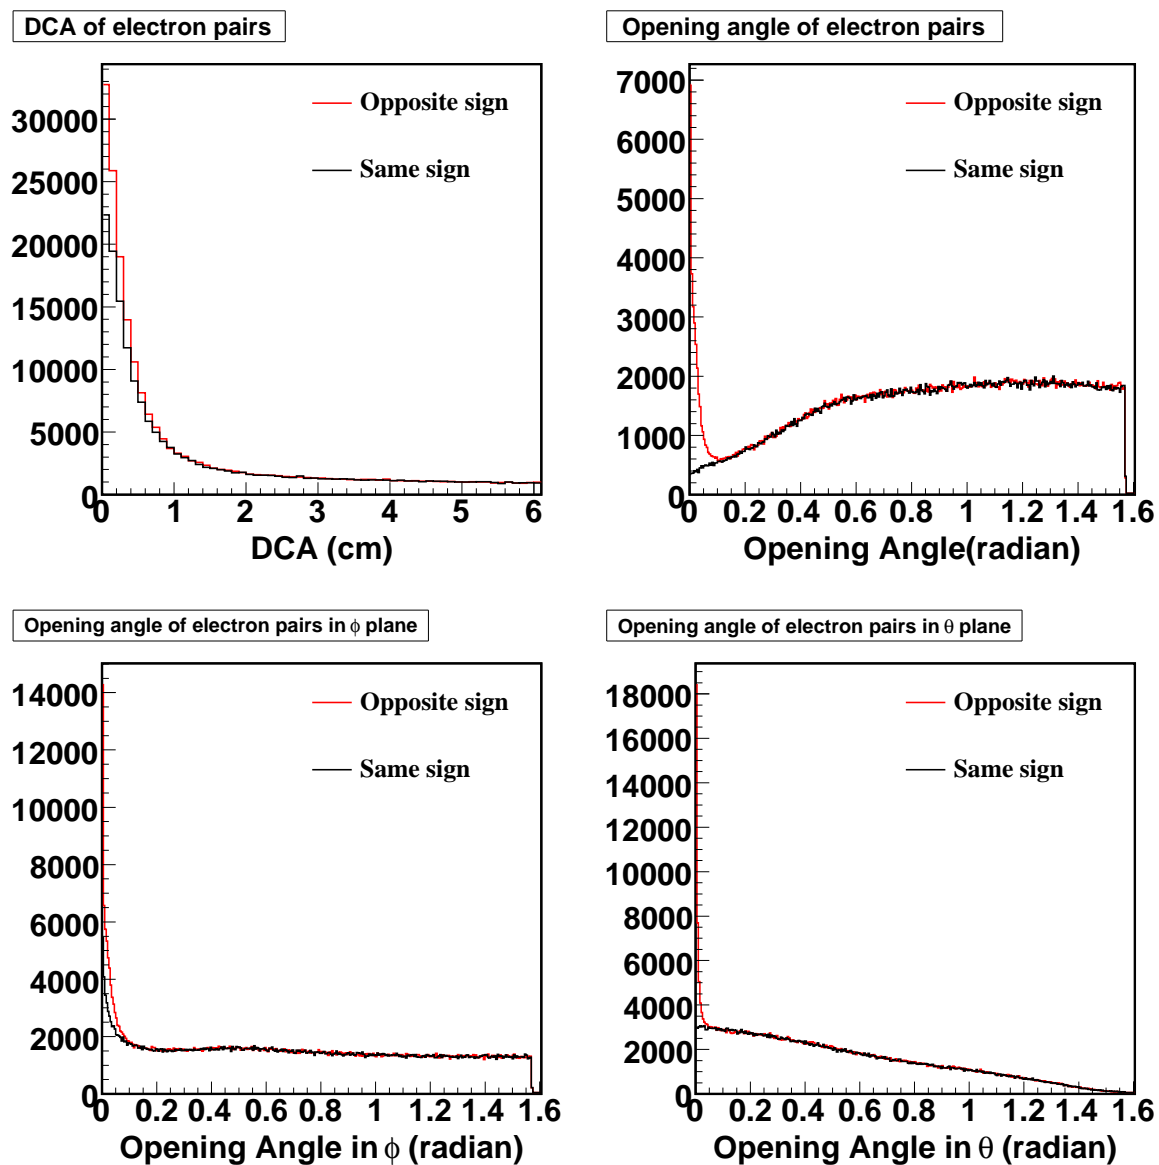 DCA of electron pairs
30000
25000
20000
15000
10000
5000
0
Opposite sign
Same sign
0 1 2 3 4 5 6
DCA (cm)
Opening angle of electron pairs
7000
6000
5000
4000
3000
2000
1000
0
Opposite sign
Same sign
0 0.2 0.4 0.6 0.8 1 1.2 1.4 1.6
Opening Angle(radian)
Opening angle of electron pairs in ϕ plane
14000
12000
10000
8000
6000
4000
2000
0
Opposite sign
Same sign
0 0.2 0.4 0.6 0.8 1 1.2 1.4 1.6
Opening Angle in ϕ (radian)
Opening angle of electron pairs in θ plane
18000
16000
14000
12000
10000
8000
6000
4000
2000
0
Opposite sign
Same sign
0 0.2 0.4 0.6 0.8 1 1.2 1.4 1.6
Opening Angle in θ (radian)